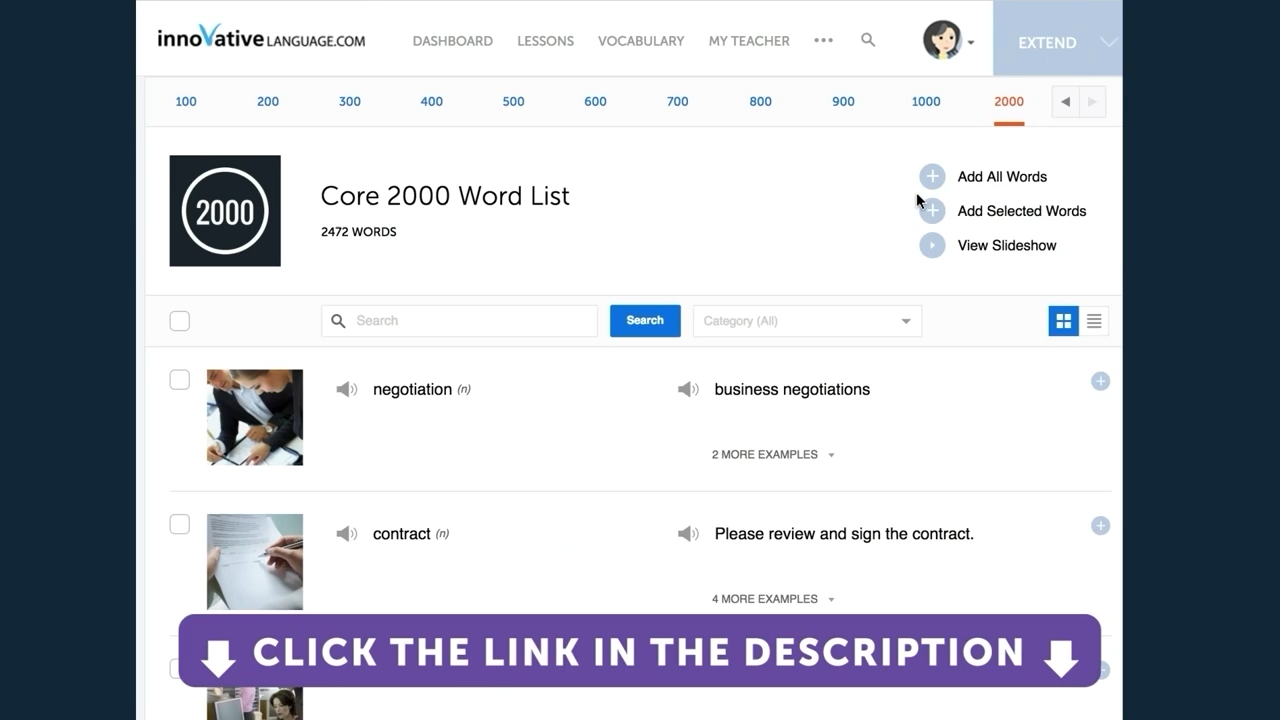 innoVative LANGUAGE.COM
DASHBOARD LESSONS VOCABULARY MY TEACHER ••• EXTEND
100 200 300 400 500 600 700 800 900 1000 2000
2000
Core 2000 Word List
2472 WORDS
Add All Words
Add Selected Words
View Slideshow
Search Search Category (All)
negotiation (n) business negotiations
2 MORE EXAMPLES
contract (n) Please review and sign the contract.
4 MORE EXAMPLES
CLICK THE LINK IN THE DESCRIPTION